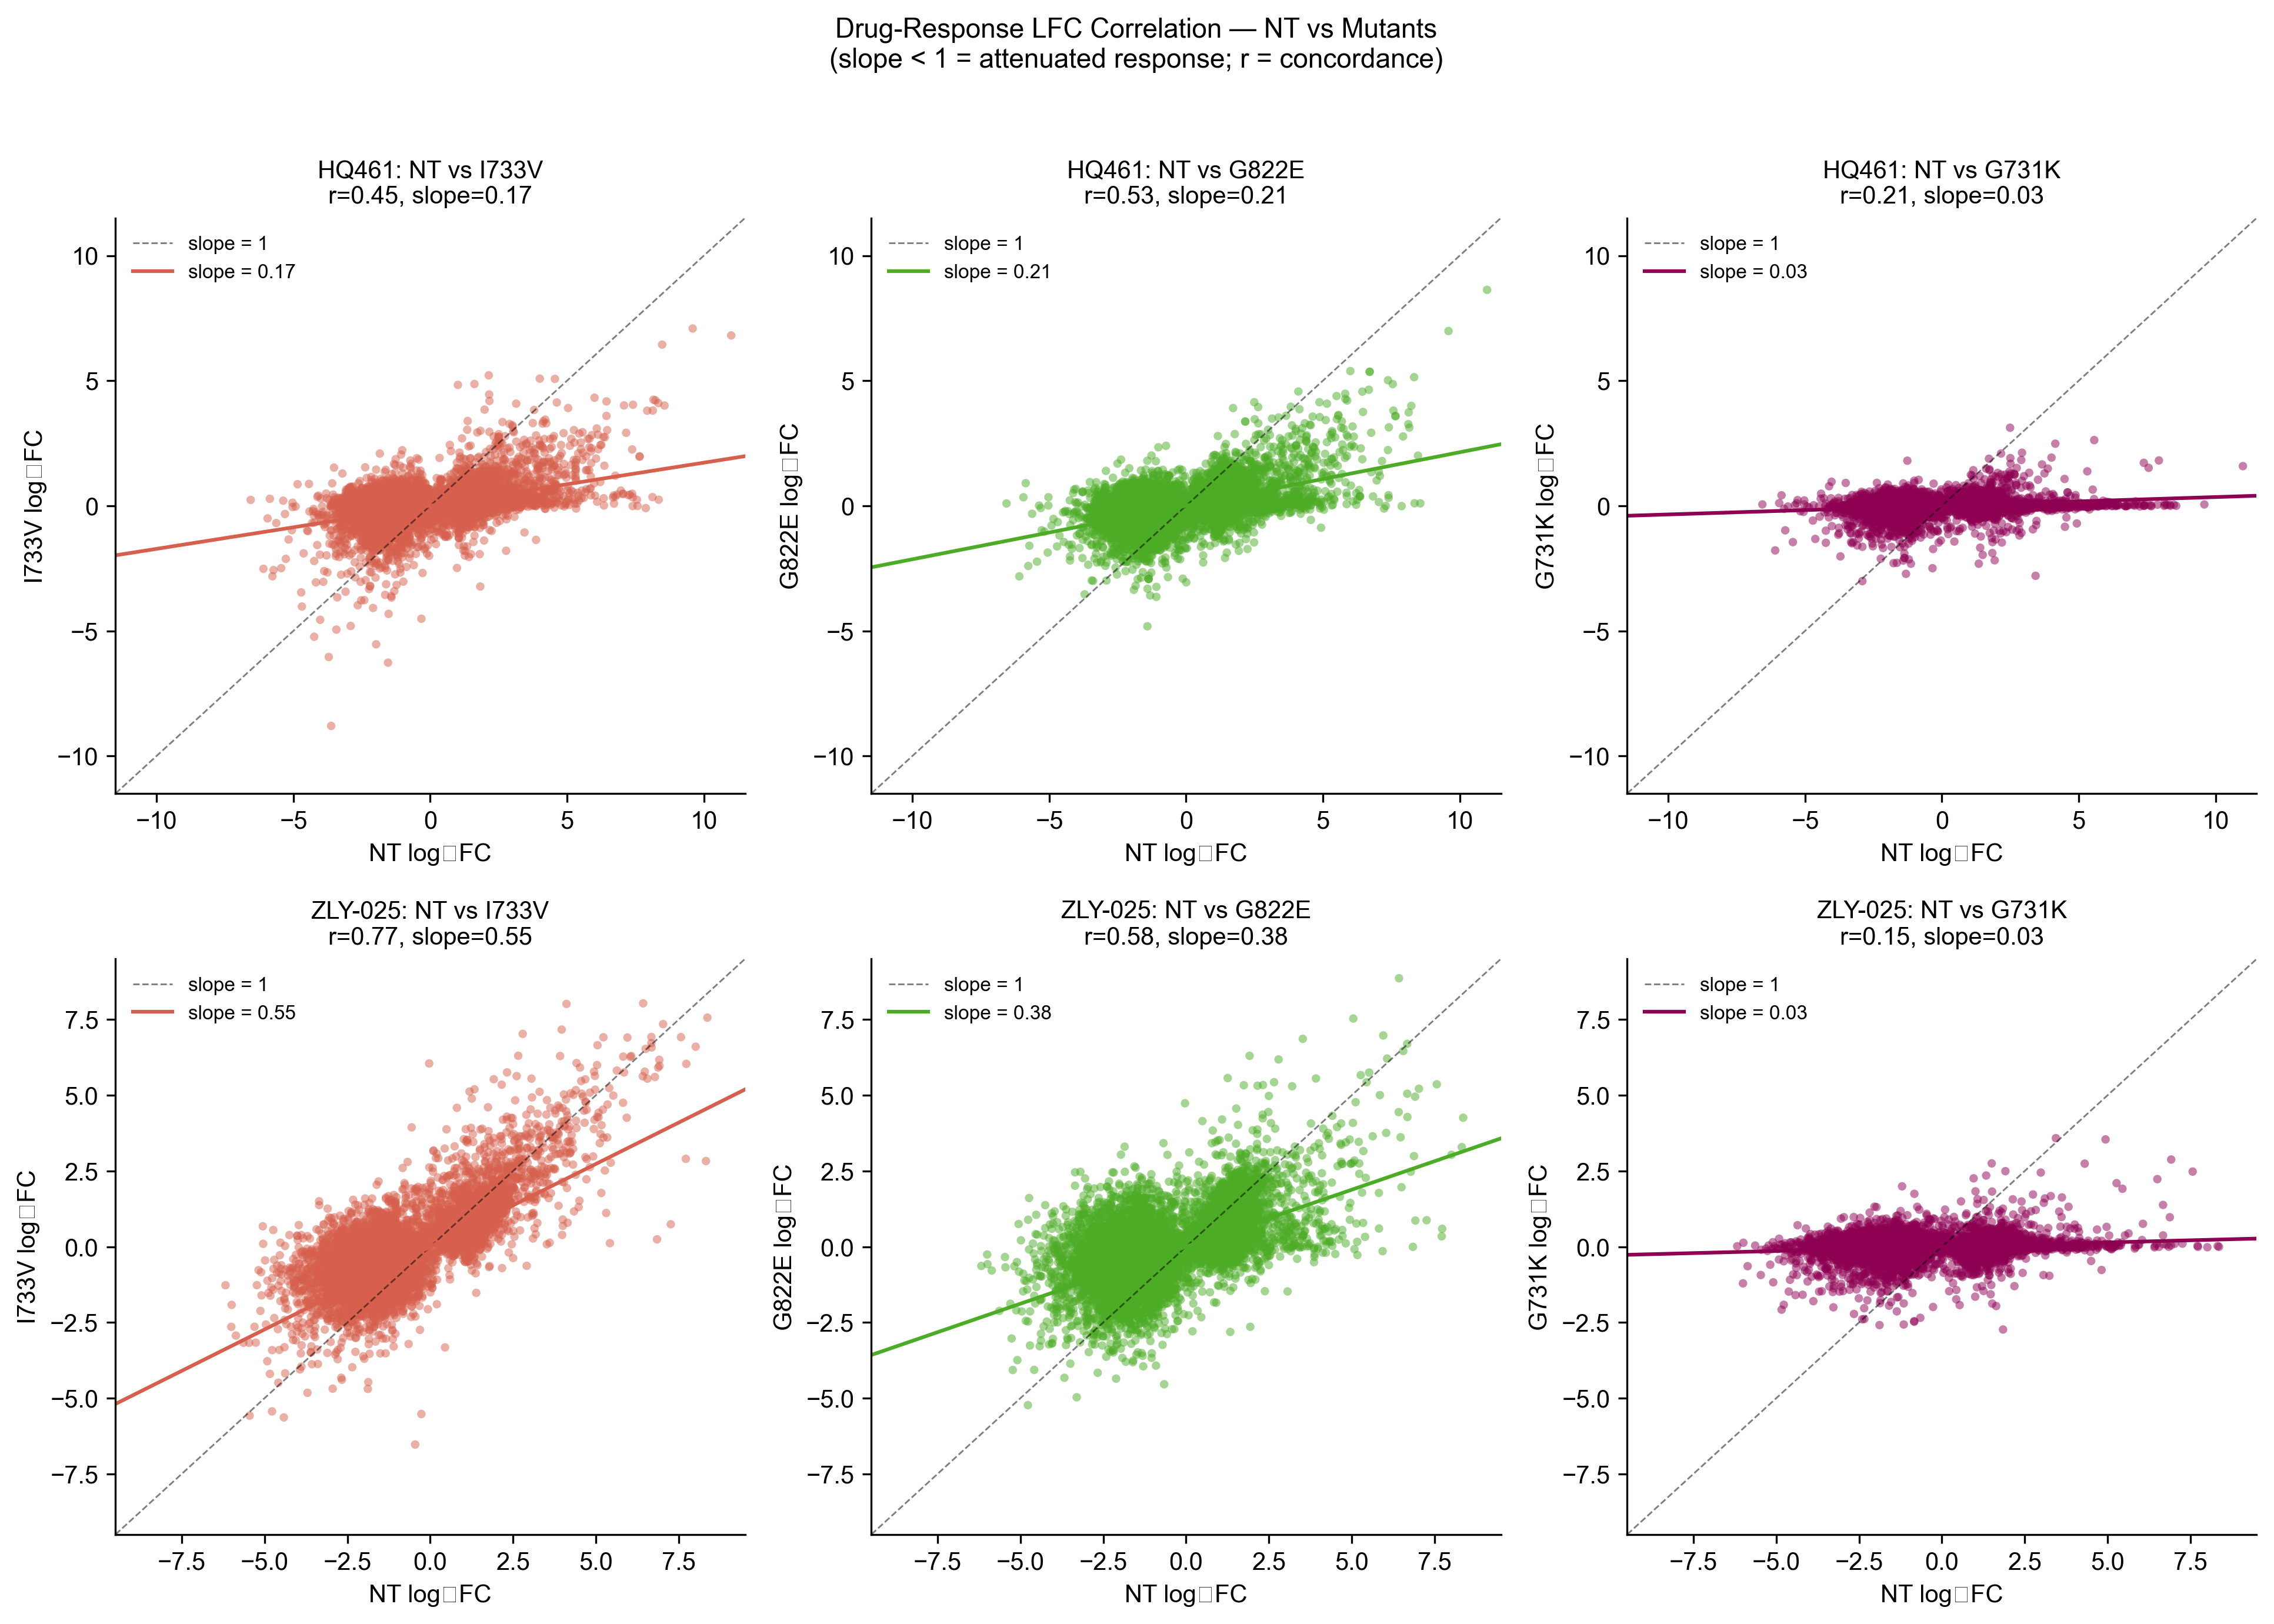 Drug-Response LFC Correlation — NT vs Mutants
(slope < 1 = attenuated response; r = concordance)
HQ461: NT vs I733V
r=0.45, slope=0.17
slope = 1
slope = 0.17
10
5
0
−5
−10
I733V log□FC
−10
−5
0
5
10
NT log□FC
HQ461: NT vs G822E
r=0.53, slope=0.21
slope = 1
slope = 0.21
10
5
0
−5
−10
G822E log□FC
−10
−5
0
5
10
NT log□FC
HQ461: NT vs G731K
r=0.21, slope=0.03
slope = 1
slope = 0.03
10
5
0
−5
−10
G731K log□FC
−10
−5
0
5
10
NT log□FC
ZLY-025: NT vs I733V
r=0.77, slope=0.55
slope = 1
slope = 0.55
7.5
5.0
2.5
0.0
−2.5
−5.0
−7.5
I733V log□FC
−7.5
−5.0
−2.5
0.0
2.5
5.0
7.5
NT log□FC
ZLY-025: NT vs G822E
r=0.58, slope=0.38
slope = 1
slope = 0.38
7.5
5.0
2.5
0.0
−2.5
−5.0
−7.5
G822E log□FC
−7.5
−5.0
−2.5
0.0
2.5
5.0
7.5
NT log□FC
ZLY-025: NT vs G731K
r=0.15, slope=0.03
slope = 1
slope = 0.03
7.5
5.0
2.5
0.0
−2.5
−5.0
−7.5
G731K log□FC
−7.5
−5.0
−2.5
0.0
2.5
5.0
7.5
NT log□FC